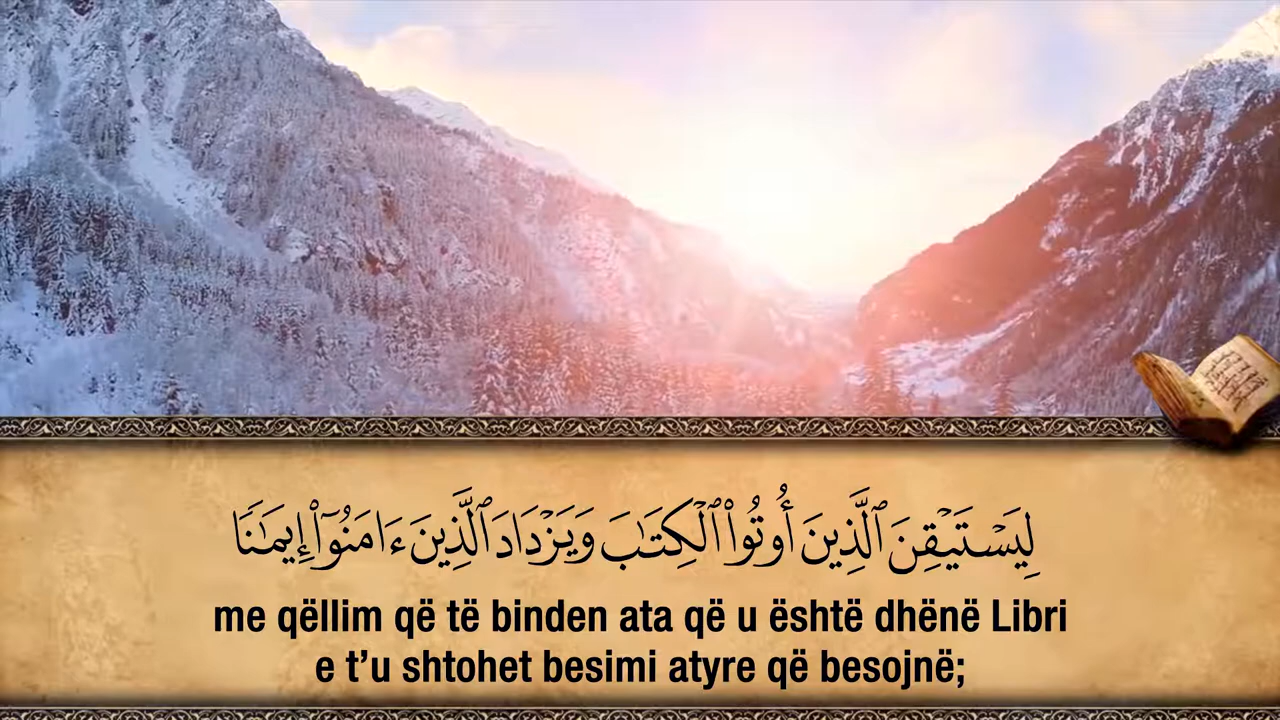 لِيَسْتَيْقِنَ ٱلَّذِينَ أُوتُوا۟ ٱلْكِتَـٰبَ وَيَزْدَادَ ٱلَّذِينَ ءَامَنُوٓا۟ إِيمَـٰنًا
me qëllim që të binden ata që u është dhënë Libri
e t’u shtohet besimi atyre që besojnë;